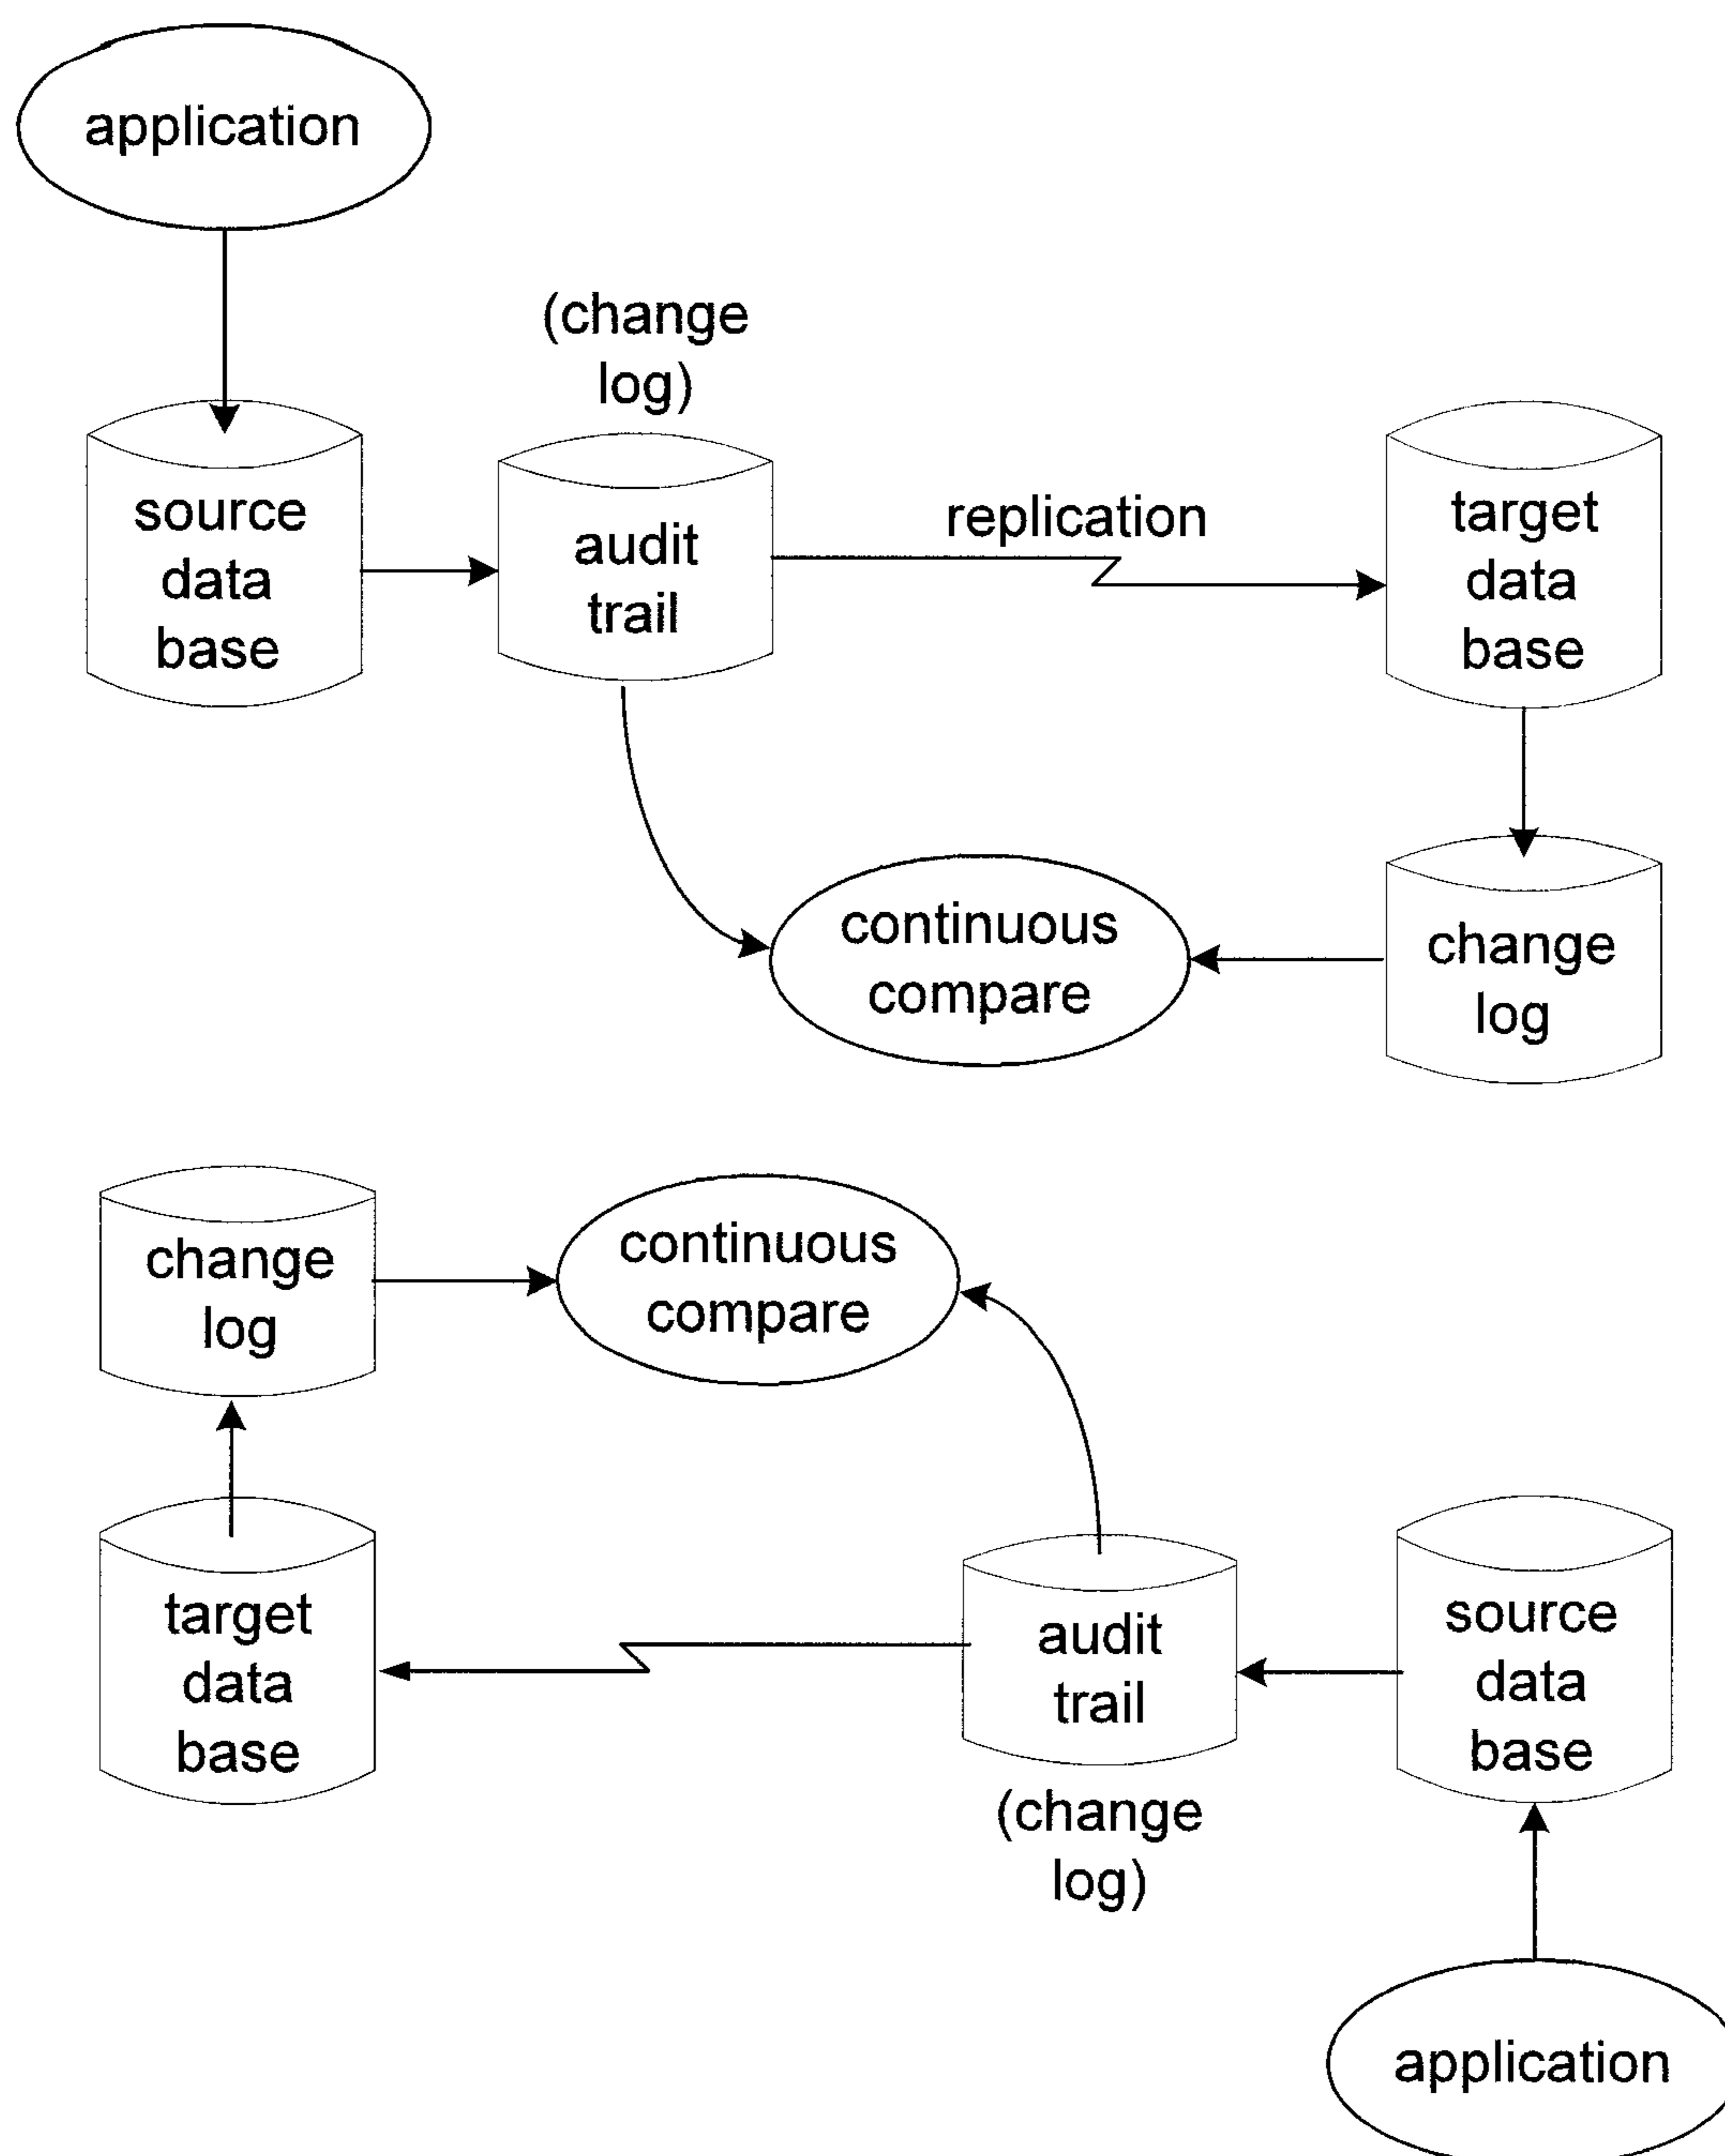 application
(change
log)
source
data
base
audit
trail
replication
target
data
base
continuous
compare
change
log
change
log
continuous
compare
target
data
base
audit
trail
source
data
base
(change
log)
application